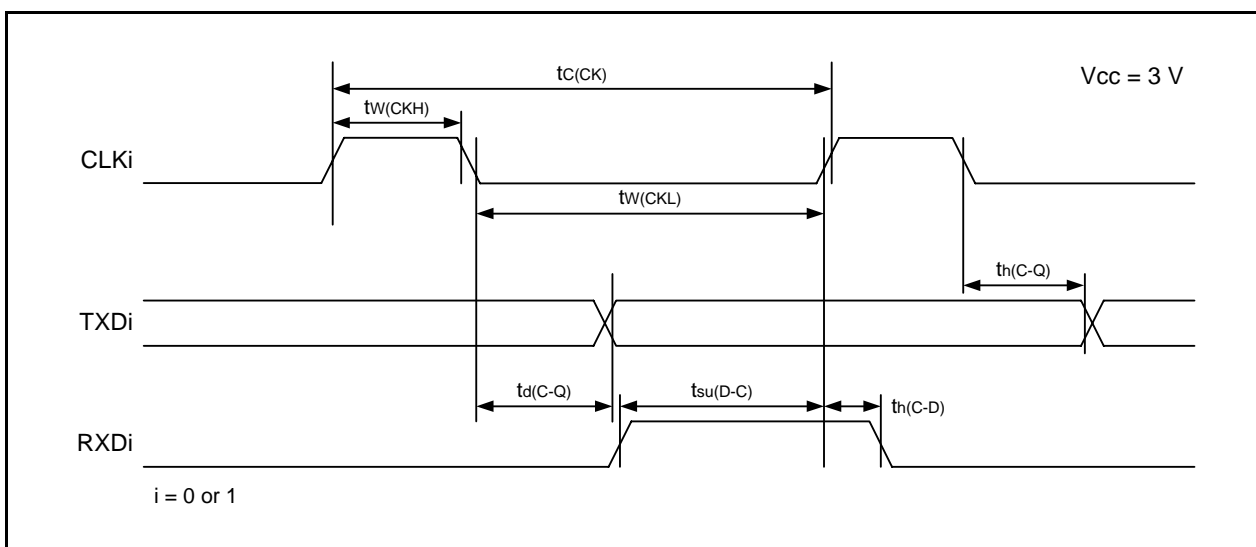 tC(CK)
Vcc = 3 V
tW(CKH)
CLKi
tW(CKL)
th(C-Q)
TXDi
td(C-Q)
tsu(D-C)
th(C-D)
RXDi
i = 0 or 1